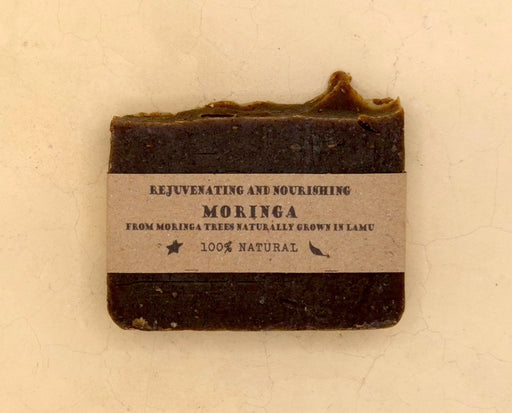 REJUVENATING AND NOURISHING
MORINGA
FROM MORINGA TREES NATURALLY GROWN IN LAMU
100% NATURAL